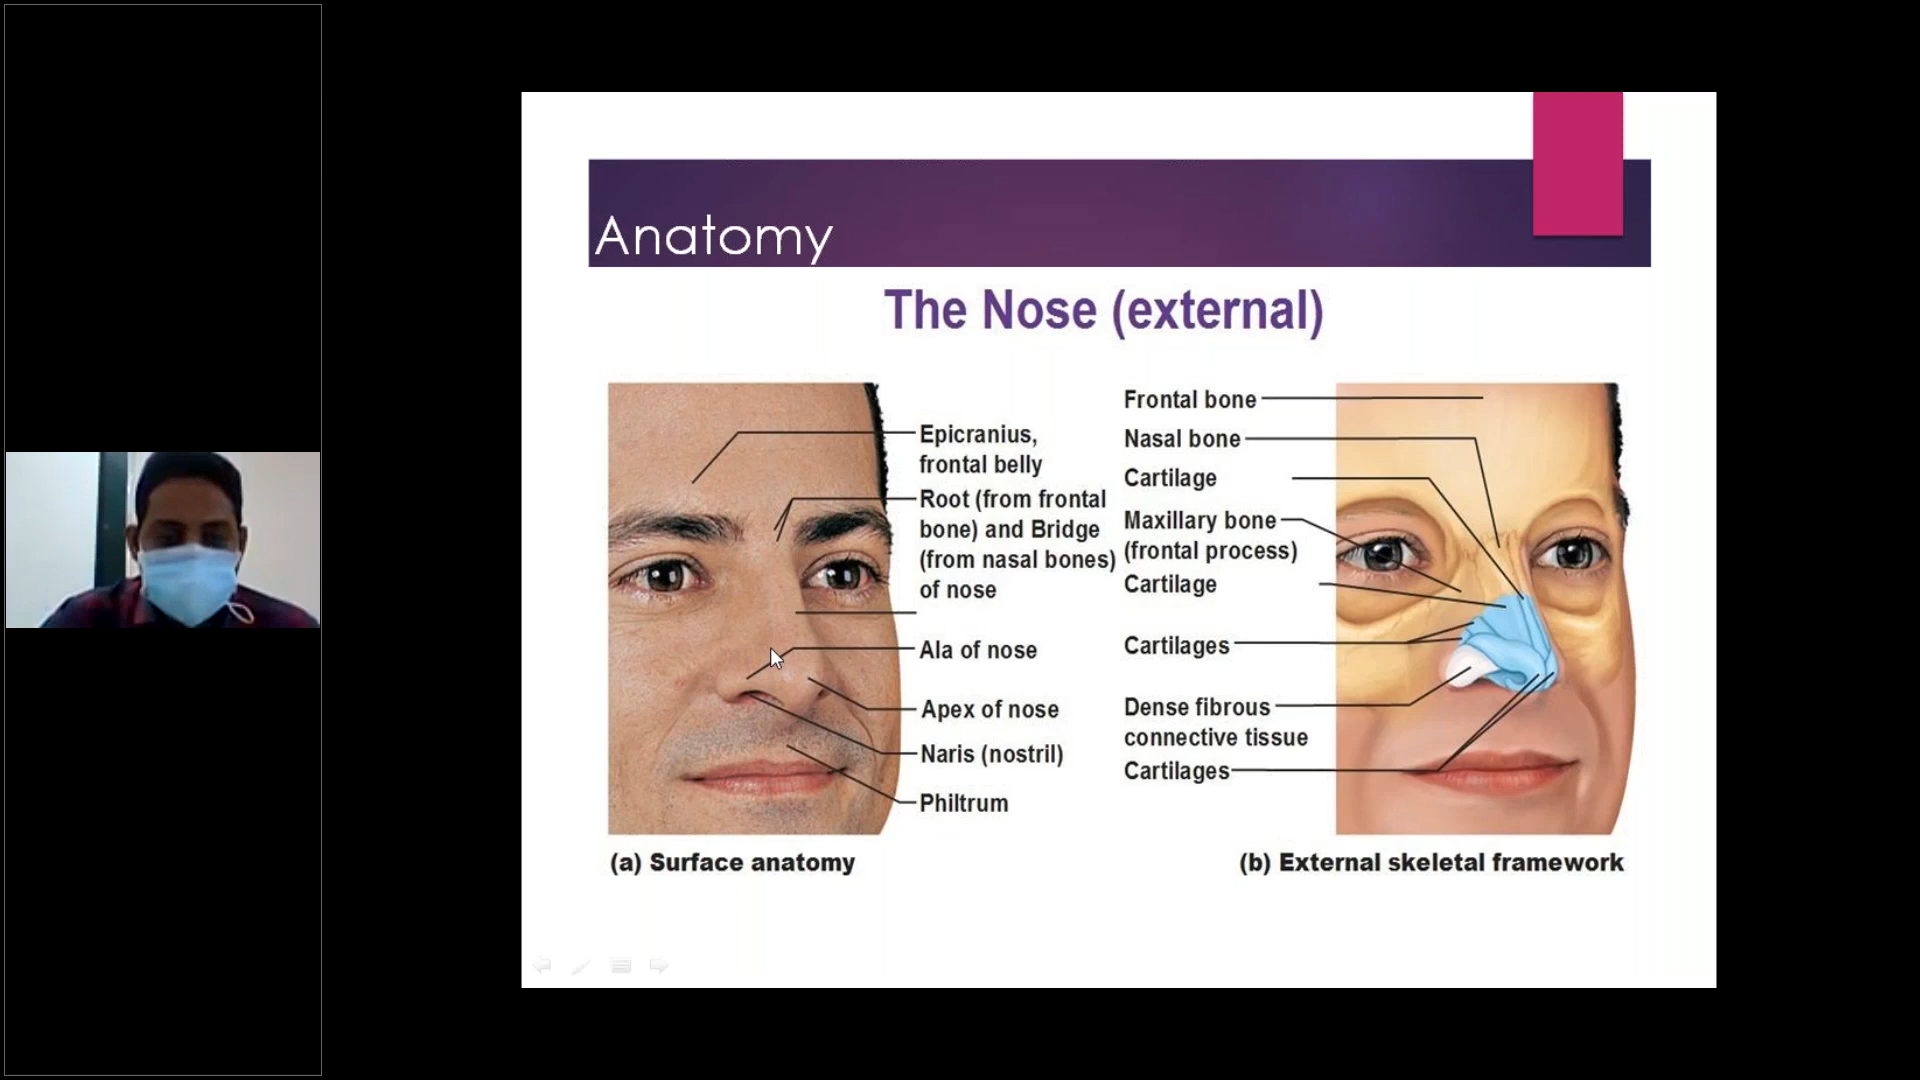 Anatomy
The Nose (external)
Epicranius,
frontal belly
Root (from frontal
bone) and Bridge
(from nasal bones)
of nose
Ala of nose
Apex of nose
Naris (nostril)
Philtrum
(a) Surface anatomy
Frontal bone
Nasal bone
Cartilage
Maxillary bone
(frontal process)
Cartilage
Cartilages
Dense fibrous
connective tissue
Cartilages
(b) External skeletal framework